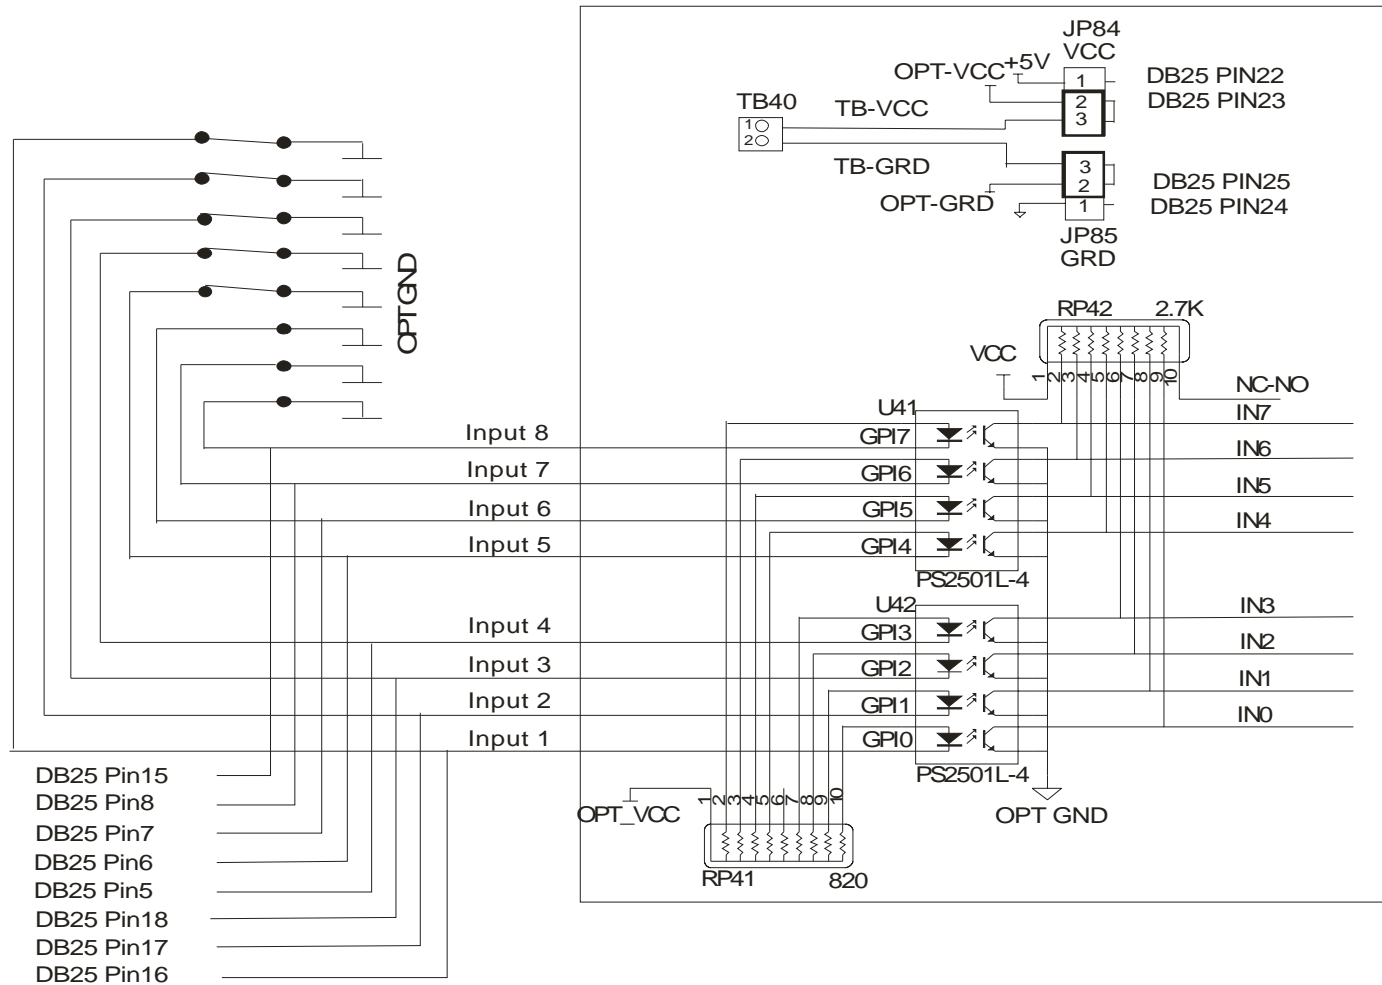 JP84
VCC
+5V
OPT-VCC
1
2
3
DB25 PIN22
DB25 PIN23
TB40
1
2
TB-VCC
TB-GRD
OPT-GRD
3
2
1
DB25 PIN25
DB25 PIN24
JP85
GRD
OPT GND
RP42 2.7K
VCC
1 2 3 4 5 6 7 8 9 10
NC-NO
U41
Input 8 GPI7 IN7
Input 7 GPI6 IN6
Input 6 GPI5 IN5
Input 5 GPI4 IN4
PS2501L-4
U42
Input 4 GPI3 IN3
Input 3 GPI2 IN2
Input 2 GPI1 IN1
Input 1 GPI0 IN0
PS2501L-4
OPT GND
OPT_VCC
1 2 3 4 5 6 7 8 9 10
RP41 820
DB25 Pin15
DB25 Pin8
DB25 Pin7
DB25 Pin6
DB25 Pin5
DB25 Pin18
DB25 Pin17
DB25 Pin16